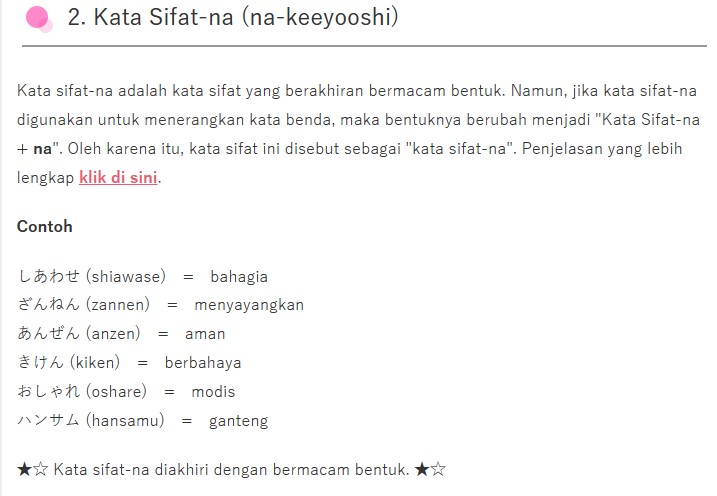 2. Kata Sifat-na (na-keeyooshi)
Kata sifat-na adalah kata sifat yang berakhiran bermacam bentuk. Namun, jika kata sifat-na
digunakan untuk menerangkan kata benda, maka bentuknya berubah menjadi "Kata Sifat-na
+ na". Oleh karena itu, kata sifat ini disebut sebagai "kata sifat-na". Penjelasan yang lebih
lengkap klik di sini.
Contoh
しあわせ (shiawase)　=　bahagia
ざんねん (zannen)　=　menyayangkan
あんぜん (anzen)　=　aman
きけん (kiken)　=　berbahaya
おしゃれ (oshare)　=　modis
ハンサム (hansamu)　=　ganteng
★☆ Kata sifat-na diakhiri dengan bermacam bentuk. ★☆